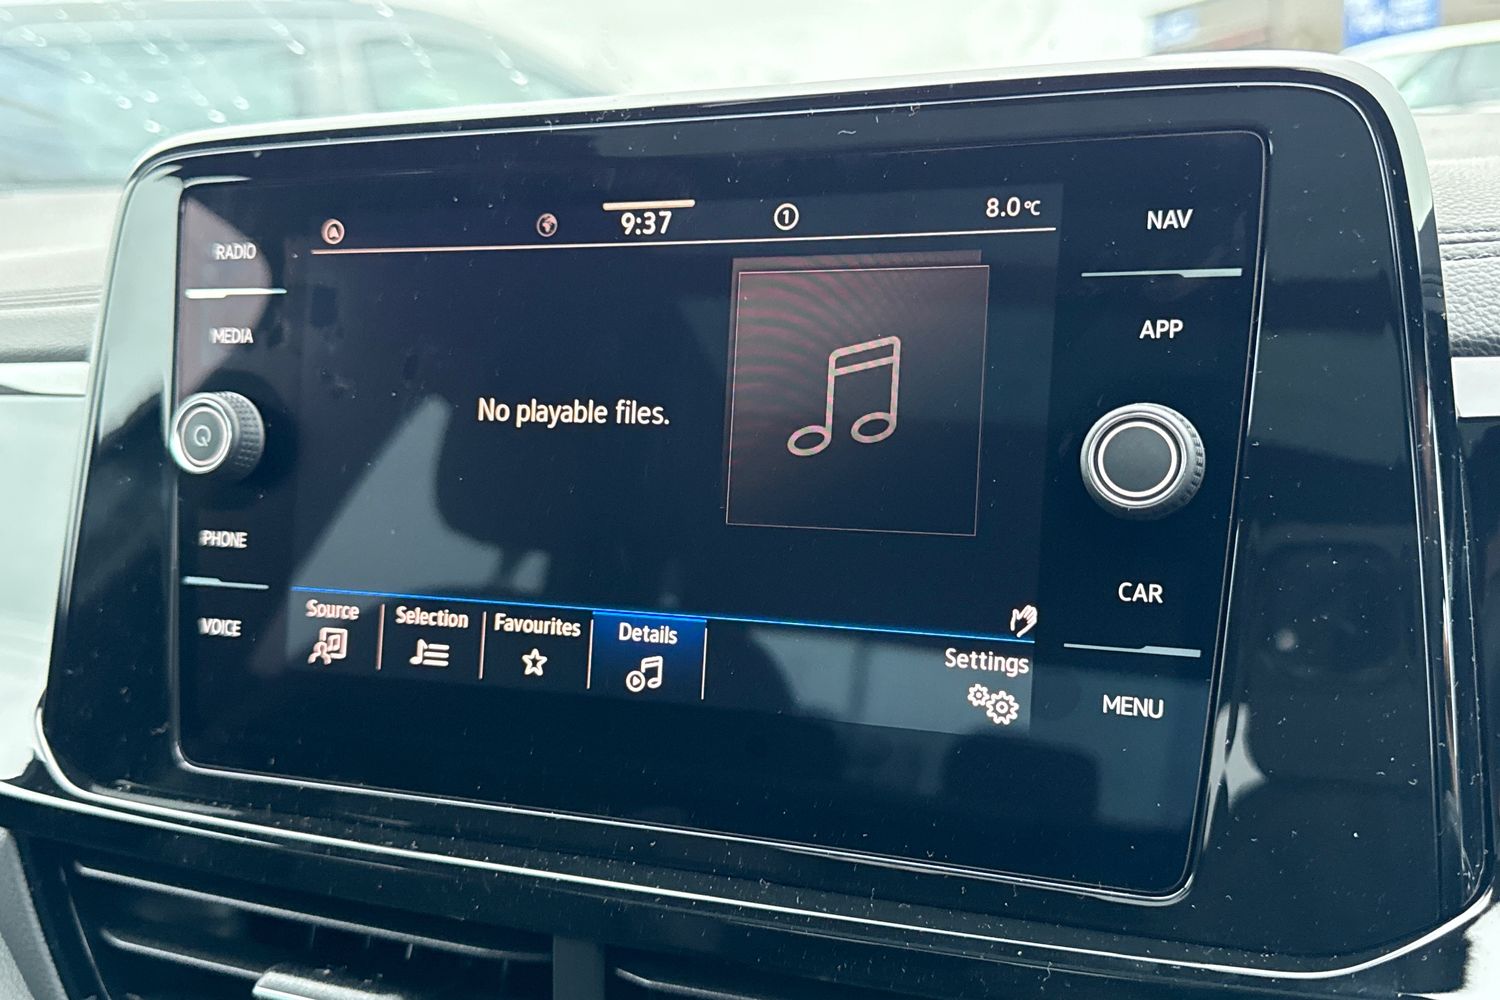 RADIO
MEDIA
PHONE
VOICE
9:37
1
8.0°C
No playable files.
Source
Selection
Favourites
Details
Settings
NAV
APP
CAR
MENU